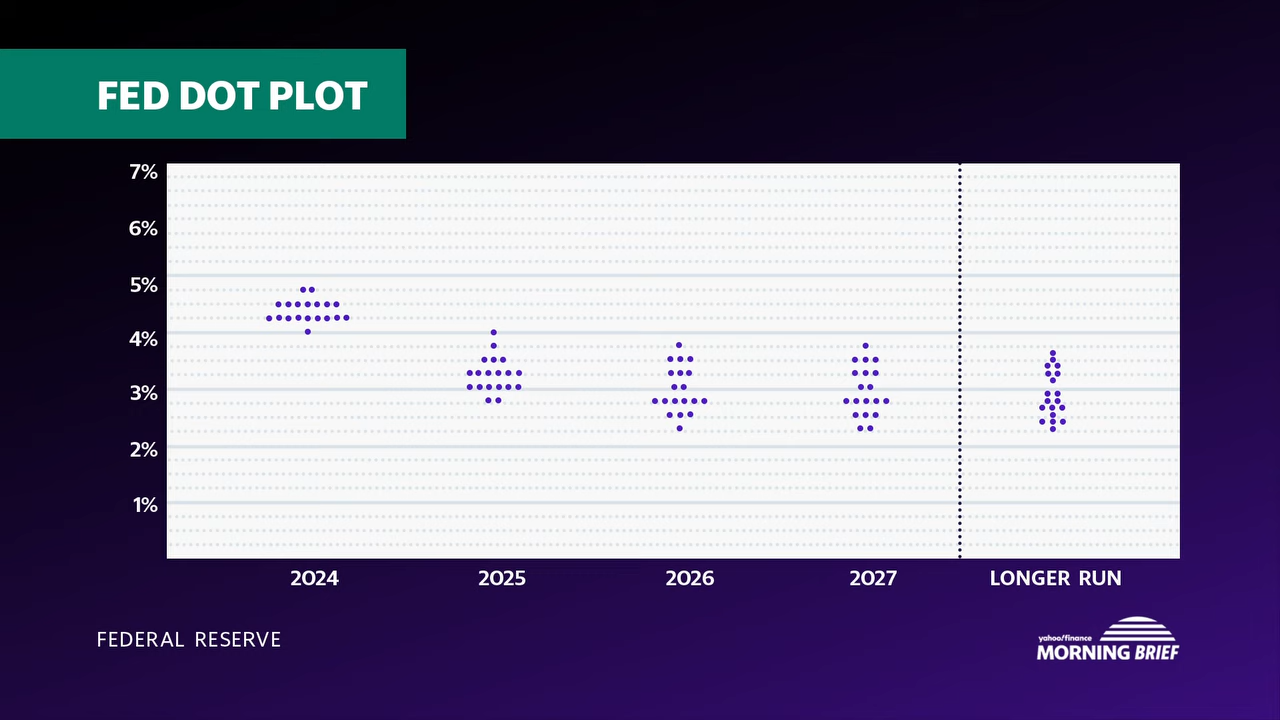 FED DOT PLOT
7%
6%
5%
4%
3%
2%
1%
2024
2025
2026
2027
LONGER RUN
FEDERAL RESERVE
yahoo!finance
MORNING BRIEF